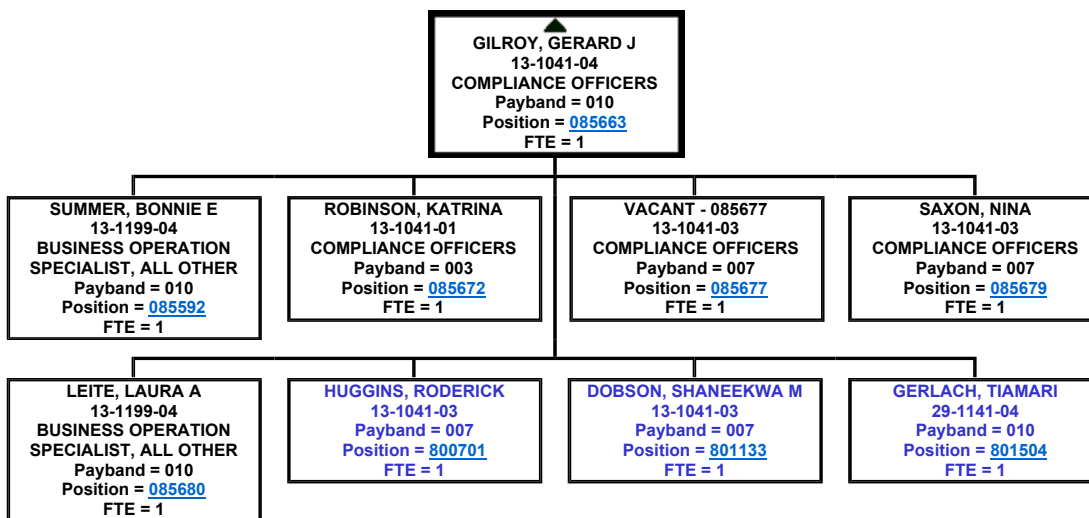 GILROY, GERARD J
13-1041-04
COMPLIANCE OFFICERS
Payband = 010
Position = 085663
FTE = 1
SUMMER, BONNIE E
13-1199-04
BUSINESS OPERATION
SPECIALIST, ALL OTHER
Payband = 010
Position = 085592
FTE = 1
ROBINSON, KATRINA
13-1041-01
COMPLIANCE OFFICERS
Payband = 003
Position = 085672
FTE = 1
VACANT - 085677
13-1041-03
COMPLIANCE OFFICERS
Payband = 007
Position = 085677
FTE = 1
SAXON, NINA
13-1041-03
COMPLIANCE OFFICERS
Payband = 007
Position = 085679
FTE = 1
LEITE, LAURA A
13-1199-04
BUSINESS OPERATION
SPECIALIST, ALL OTHER
Payband = 010
Position = 085680
FTE = 1
HUGGINS, RODERICK
13-1041-03
Payband = 007
Position = 800701
FTE = 1
DOBSON, SHANEEKWA M
13-1041-03
Payband = 007
Position = 801133
FTE = 1
GERLACH, TIAMARI
29-1141-04
Payband = 010
Position = 801504
FTE = 1